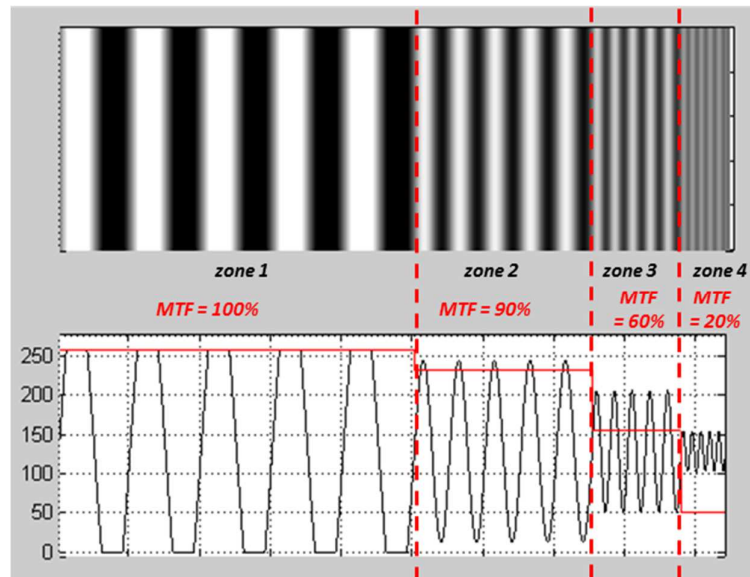 zone 1
zone 2
zone 3
zone 4
MTF = 100%
MTF = 90%
MTF
= 60%
MTF
= 20%
250
200
150
100
50
0